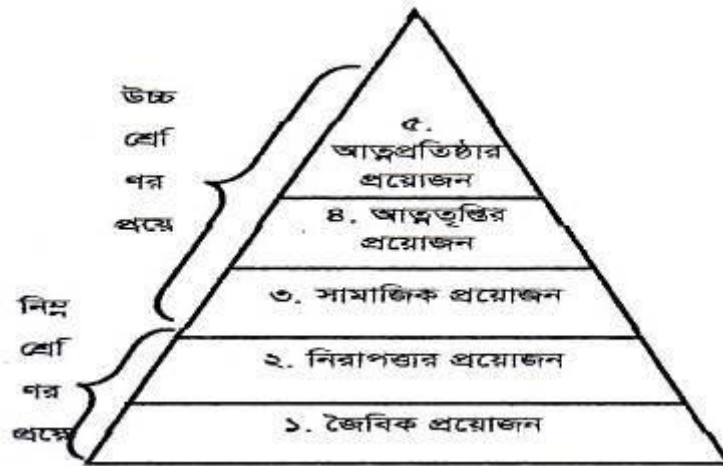 উচ্চ
শ্রেণি
ণর
প্রয়ে
৫.
আত্মপ্রতিষ্ঠার
প্রয়োজন
৪. আত্মতৃপ্তির
প্রয়োজন
৩. সামাজিক প্রয়োজন
নিম্ন
শ্রেণি
ণর
প্রয়ে
২. নিরাপত্তার প্রয়োজন
১. জৈবিক প্রয়োজন